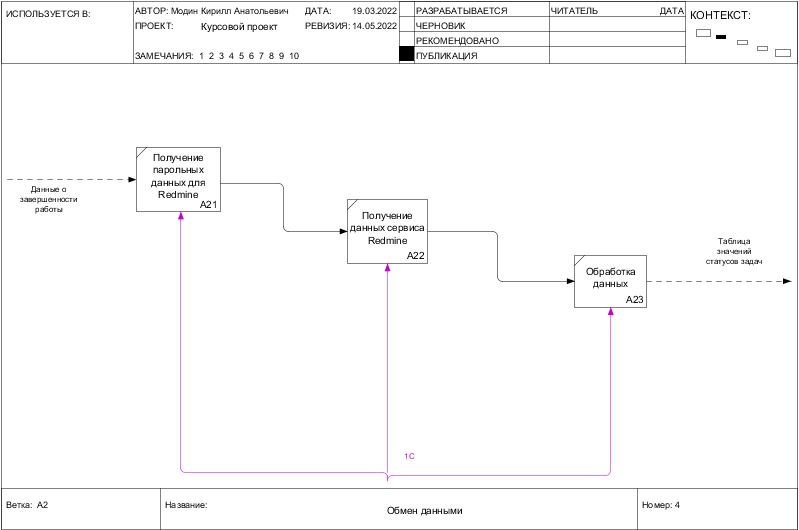 ИСПОЛЬЗУЕТСЯ В:
АВТОР: Модин Кирилл Анатольевич ДАТА: 19.03.2022
ПРОЕКТ: Курсовой проект РЕВИЗИЯ: 14.05.2022
ЗАМЕЧАНИЯ: 1 2 3 4 5 6 7 8 9 10
РАЗРАБАТЫВАЕТСЯ
ЧЕРНОВИК
РЕКОМЕНДОВАНО
ПУБЛИКАЦИЯ
ЧИТАТЕЛЬ ДАТА
КОНТЕКСТ:
Данные о
завершенности
работы
Получение
парольных
данных для
Redmine
A21
Получение
данных сервиса
Redmine
A22
Обработка
данных
A23
Таблица
значений
статусов задач
1С
Ветка: A2
Название:
Обмен данными
Номер: 4